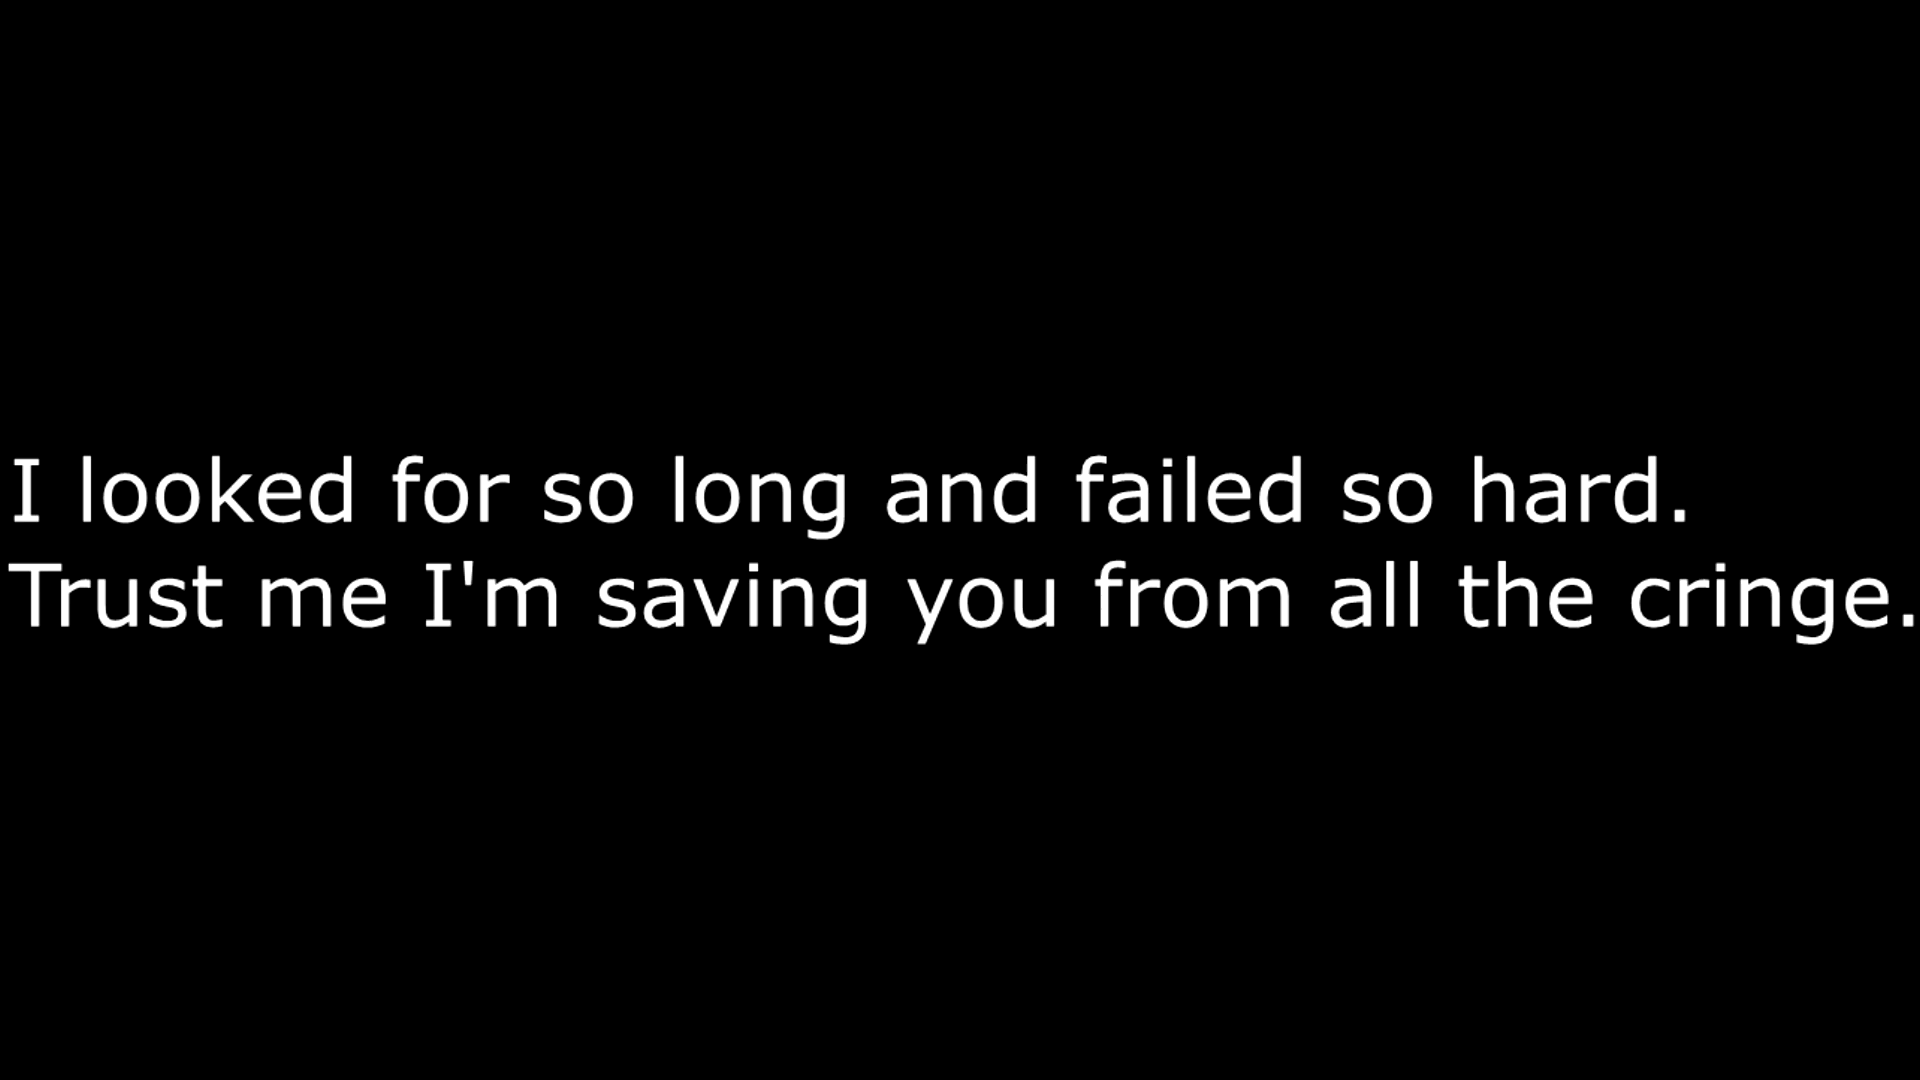 I looked for so long and failed so hard.
Trust me I'm saving you from all the cringe.